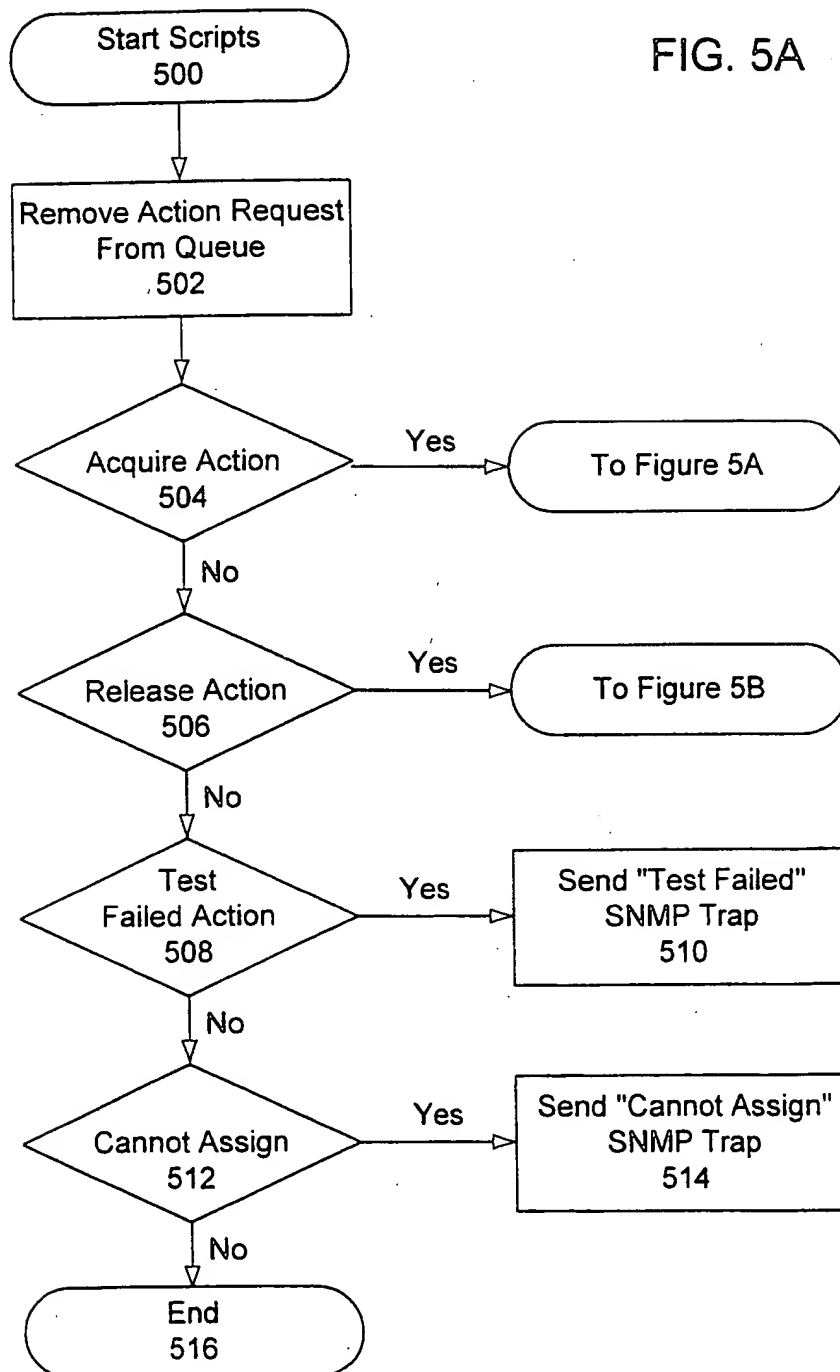 Start Scripts
500
FIG. 5A
Remove Action Request
From Queue
502
Acquire Action
504
Yes
To Figure 5A
No
Release Action
506
Yes
To Figure 5B
No
Test
Failed Action
508
Yes
Send "Test Failed"
SNMP Trap
510
No
Cannot Assign
512
Yes
Send "Cannot Assign"
SNMP Trap
514
No
End
516